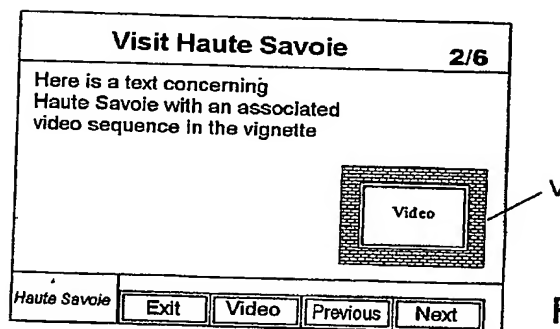 Visit Haute Savoie 2/6
Here is a text concerning
Haute Savoie with an associated
video sequence in the vignette
Video
V
Haute Savoie Exit Video Previous Next